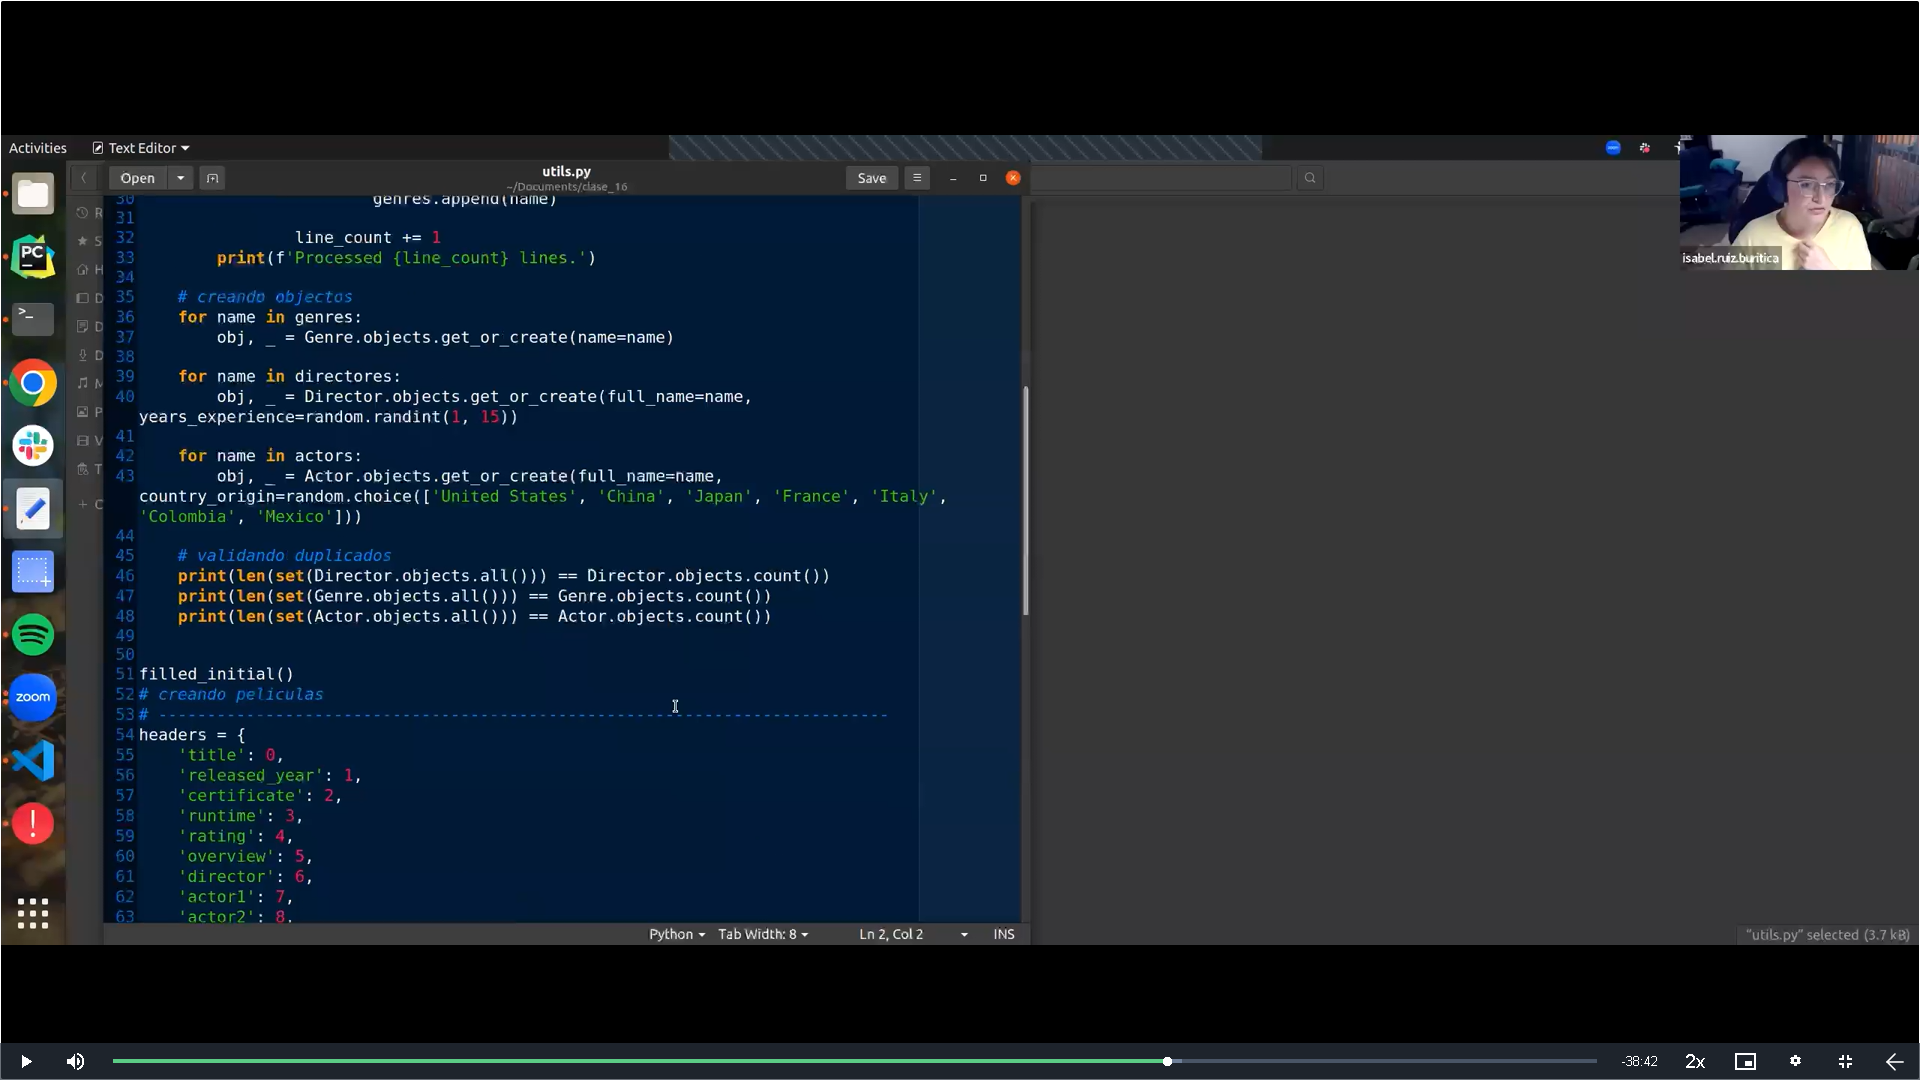 Activities
Text Editor
Open
utils.py
~/Documents/clase_16
Save
isabel.ruiz.buritica
30 genres.append(name)
31
32 line_count += 1
33 print(f'Processed {line_count} lines.')
34
35 # creando objectos
36 for name in genres:
37 obj, _ = Genre.objects.get_or_create(name=name)
38
39 for name in directores:
40 obj, _ = Director.objects.get_or_create(full_name=name,
years_experience=random.randint(1, 15))
41
42 for name in actors:
43 obj, _ = Actor.objects.get_or_create(full_name=name,
country_origin=random.choice(['United States', 'China', 'Japan', 'France', 'Italy',
'Colombia', 'Mexico']))
44
45 # validando duplicados
46 print(len(set(Director.objects.all())) == Director.objects.count())
47 print(len(set(Genre.objects.all())) == Genre.objects.count())
48 print(len(set(Actor.objects.all())) == Actor.objects.count())
49
50
51 filled_initial()
52 # creando peliculas
53 # ---------------------------------------------------------------------------
54 headers = {
55 'title': 0,
56 'released_year': 1,
57 'certificate': 2,
58 'runtime': 3,
59 'rating': 4,
60 'overview': 5,
61 'director': 6,
62 'actor1': 7,
63 'actor2': 8,
PC
zoom
Python
Tab Width: 8
Ln 2, Col 2
INS
"utils.py" selected (3.7 kB)
-38:42
2x